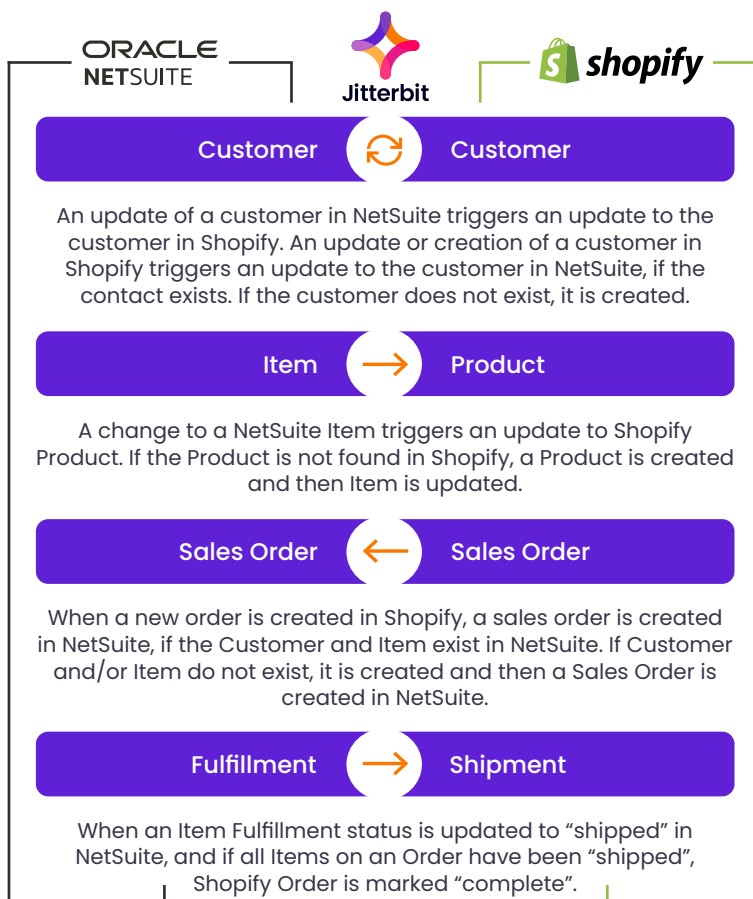 ORACLE
NETSUITE
Jitterbit
shopify
Customer Customer
An update of a customer in NetSuite triggers an update to the
customer in Shopify. An update or creation of a customer in
Shopify triggers an update to the customer in NetSuite, if the
contact exists. If the customer does not exist, it is created.
Item Product
A change to a NetSuite Item triggers an update to Shopify
Product. If the Product is not found in Shopify, a Product is created
and then Item is updated.
Sales Order Sales Order
When a new order is created in Shopify, a sales order is created
in NetSuite, if the Customer and Item exist in NetSuite. If Customer
and/or Item do not exist, it is created and then a Sales Order is
created in NetSuite.
Fulfillment Shipment
When an Item Fulfillment status is updated to “shipped” in
NetSuite, and if all Items on an Order have been “shipped”,
Shopify Order is marked “complete”.